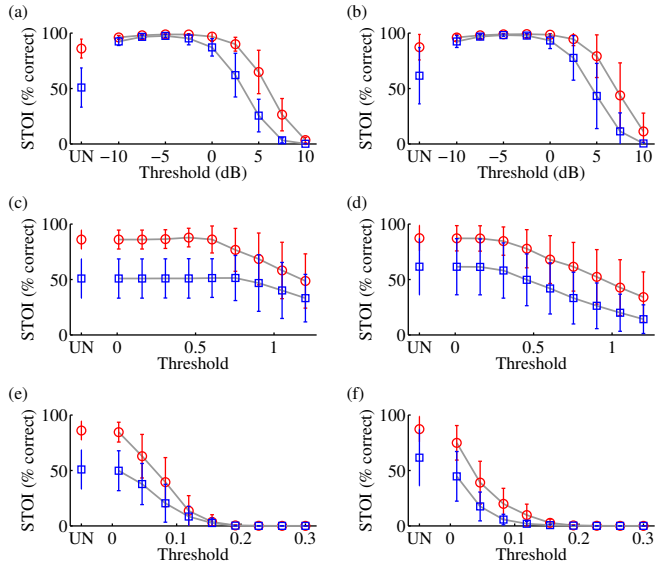 (a)
(b)
STOI (% correct)
100
50
0
UN −10 −5 0 5 10
Threshold (dB)
STOI (% correct)
100
50
0
UN −10 −5 0 5 10
Threshold (dB)
(c)
(d)
STOI (% correct)
100
50
0
UN 0 0.5 1
Threshold
STOI (% correct)
100
50
0
UN 0 0.5 1
Threshold
(e)
(f)
STOI (% correct)
100
50
0
UN 0 0.1 0.2 0.3
Threshold
STOI (% correct)
100
50
0
UN 0 0.1 0.2 0.3
Threshold